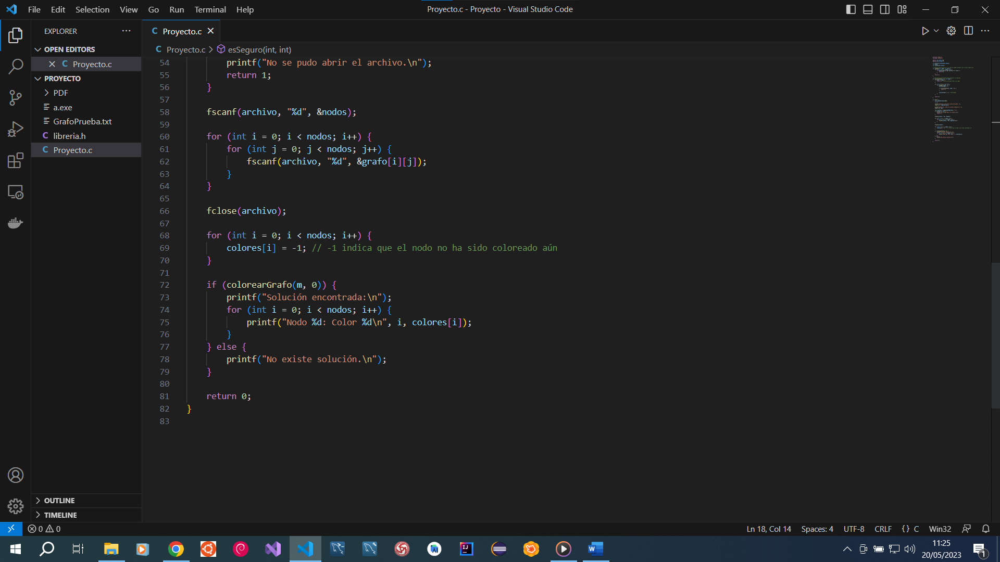 File Edit Selection View Go Run Terminal Help
Proyecto.c - Proyecto - Visual Studio Code
EXPLORER
OPEN EDITORS
Proyecto.c
PROYECTO
PDF
a.exe
GrafoPrueba.txt
C libreria.h
C Proyecto.c
OUTLINE
TIMELINE
C Proyecto.c
C Proyecto.c > esSeguro(int, int)
54 printf("No se pudo abrir el archivo.\n");
55 return 1;
56 }
57
58 fscanf(archivo, "%d", &nodos);
59
60 for (int i = 0; i < nodos; i++) {
61 for (int j = 0; j < nodos; j++) {
62 fscanf(archivo, "%d", &grafo[i][j]);
63 }
64 }
65
66 fclose(archivo);
67
68 for (int i = 0; i < nodos; i++) {
69 colores[i] = -1; // -1 indica que el nodo no ha sido coloreado aún
70 }
71
72 if (colorearGrafo(m, 0)) {
73 printf("Solución encontrada:\n");
74 for (int i = 0; i < nodos; i++) {
75 printf("Nodo %d: Color %d\n", i, colores[i]);
76 }
77 } else {
78 printf("No existe solución.\n");
79 }
80
81 return 0;
82 }
83
0 0
Ln 18, Col 14 Spaces: 4 UTF-8 CRLF {} C Win32
11:25
20/05/2023
1